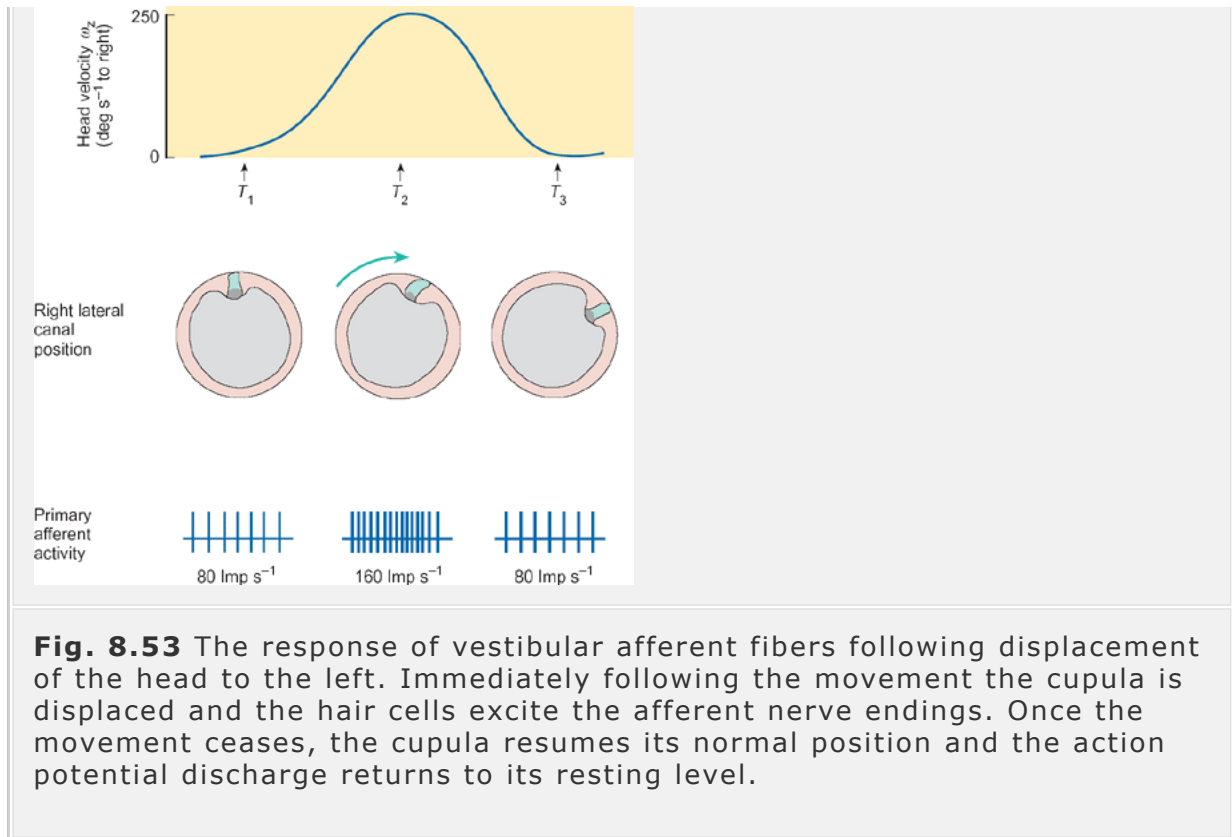 250
Head velocity ω_z
(deg s⁻¹ to right)
0
T₁
T₂
T₃
Right lateral
canal
position
Primary
afferent
activity
80 Imp s⁻¹
160 Imp s⁻¹
80 Imp s⁻¹
Fig. 8.53 The response of vestibular afferent fibers following displacement
of the head to the left. Immediately following the movement the cupula is
displaced and the hair cells excite the afferent nerve endings. Once the
movement ceases, the cupula resumes its normal position and the action
potential discharge returns to its resting level.